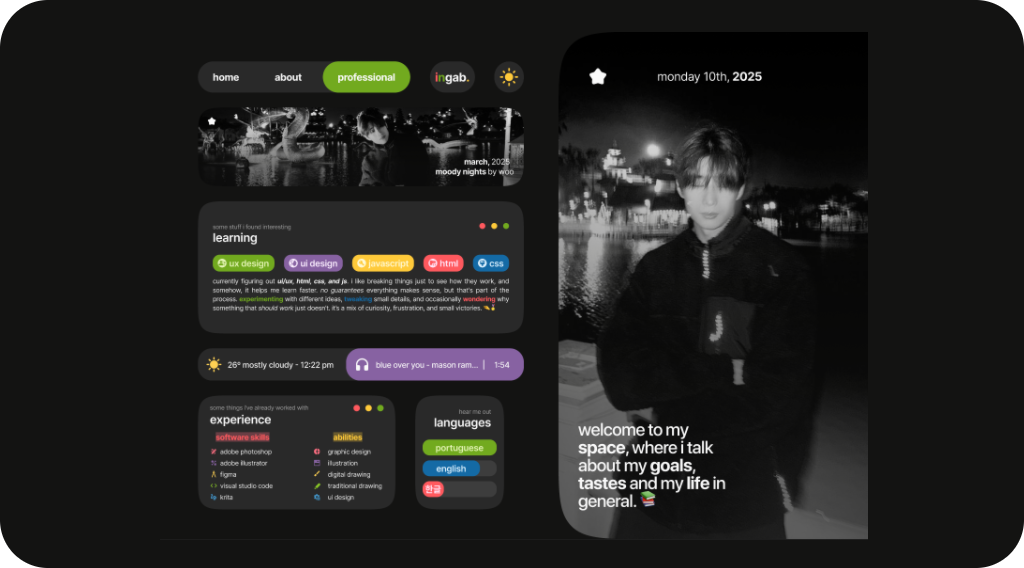 home
about
professional
ingab.
march, 2025
moody nights by woo
some stuff i found interesting
learning
ux design
ui design
javascript
html
css
currently figuring out ui/ux, html, css, and js. i like breaking things just to see how they work, and
somehow, it helps me learn faster. no guarantees everything makes sense, but that's part of the
process. experimenting with different ideas, tweaking small details, and occasionally wondering why
something that should work just doesn't. it's a mix of curiosity, frustration, and small victories.
26º mostly cloudy - 12:22 pm
blue over you - mason ram... | 1:54
some things i've already worked with
experience
software skills
adobe photoshop
adobe illustrator
figma
visual studio code
krita
abilities
graphic design
illustration
digital drawing
traditional drawing
ui design
hear me out
languages
portuguese
english
한글
monday 10th, 2025
welcome to my
space, where i talk
about my goals,
tastes and my life in
general.